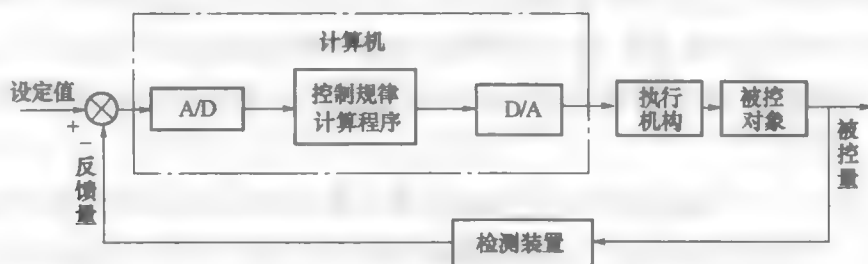 计算机
设定值
+
−
反馈量
A/D
控制规律
计算程序
D/A
执行
机构
被控
对象
被控量
检测装置